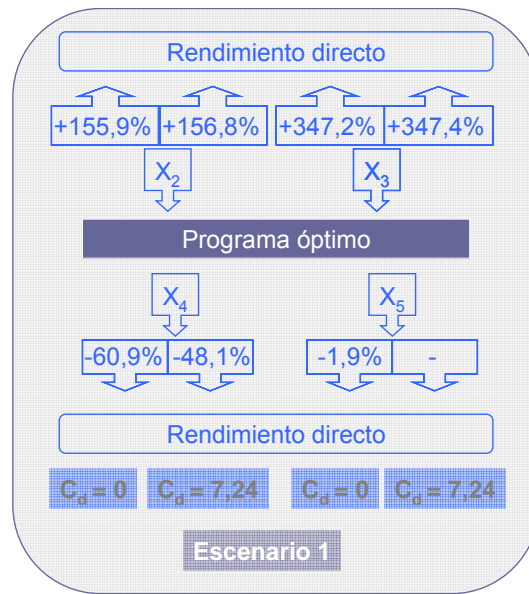 Rendimiento directo
+155,9% +156,8% +347,2% +347,4%
X2 X3
Programa óptimo
X4 X5
-60,9% -48,1% -1,9% -
Rendimiento directo
Cd = 0 Cd = 7,24 Cd = 0 Cd = 7,24
Escenario 1